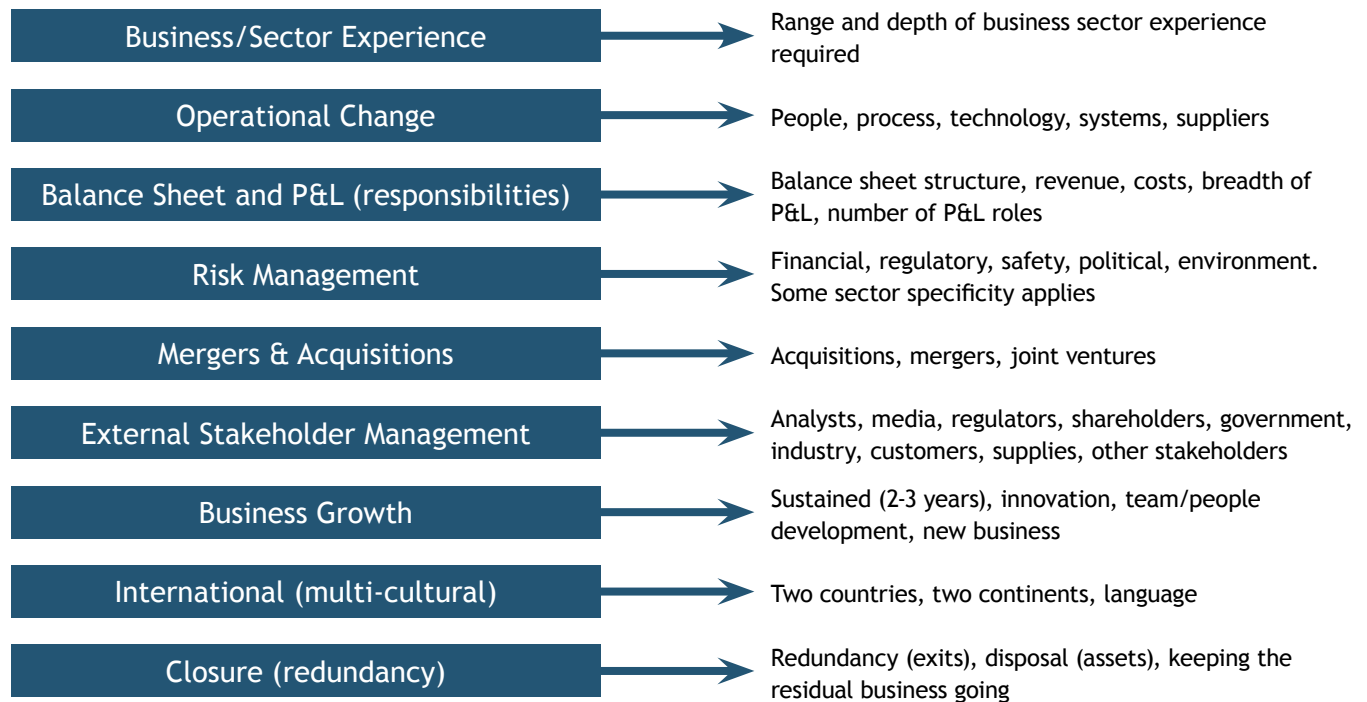 Business/Sector Experience
Range and depth of business sector experience
required
Operational Change
People, process, technology, systems, suppliers
Balance Sheet and P&L (responsibilities)
Balance sheet structure, revenue, costs, breadth of
P&L, number of P&L roles
Risk Management
Financial, regulatory, safety, political, environment.
Some sector specificity applies
Mergers & Acquisitions
Acquisitions, mergers, joint ventures
External Stakeholder Management
Analysts, media, regulators, shareholders, government,
industry, customers, supplies, other stakeholders
Business Growth
Sustained (2-3 years), innovation, team/people
development, new business
International (multi-cultural)
Two countries, two continents, language
Closure (redundancy)
Redundancy (exits), disposal (assets), keeping the
residual business going